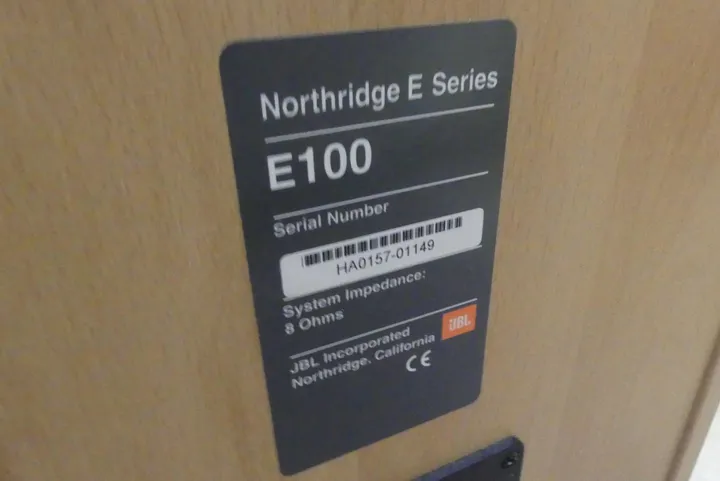 Northridge E Series
E100
Serial Number
HA0157-01149
System Impedance:
8 Ohms
JBL Incorporated
Northridge, California
JBL
CE